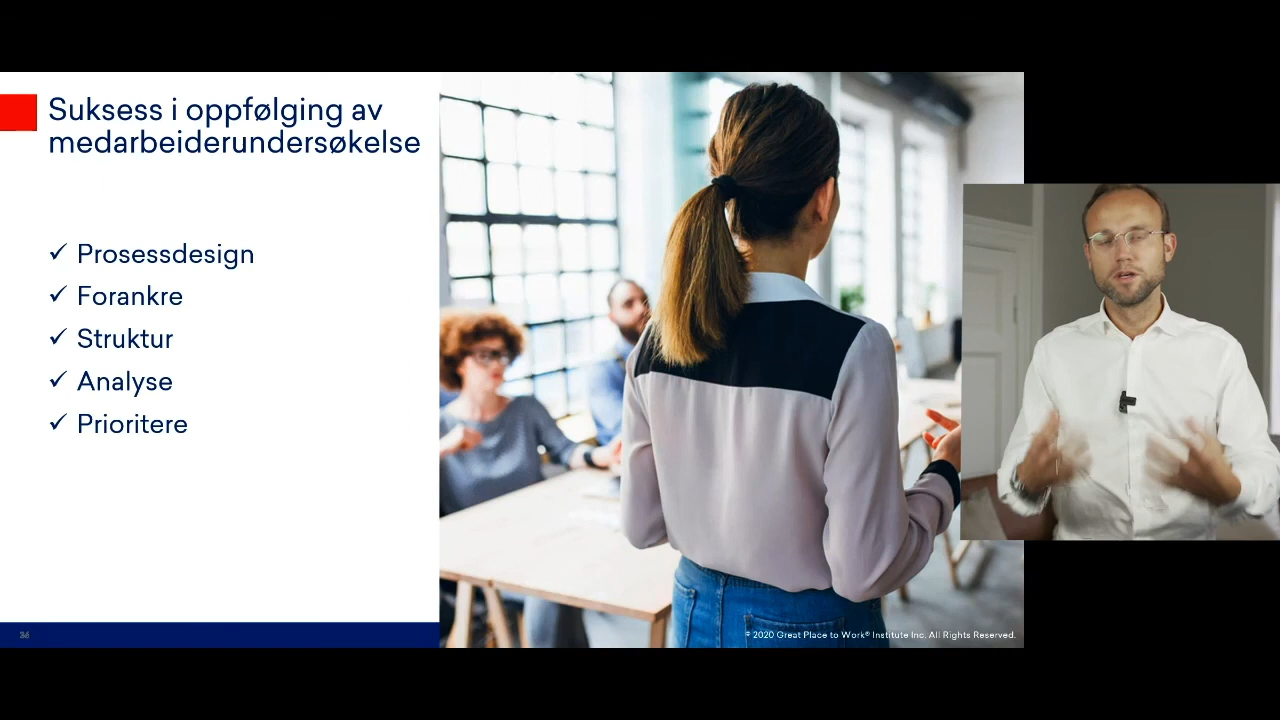 Suksess i oppfølging av
medarbeiderundersøkelse
✓ Prosessdesign
✓ Forankre
✓ Struktur
✓ Analyse
✓ Prioritere
36
© 2020 Great Place to Work® Institute Inc. All Rights Reserved.